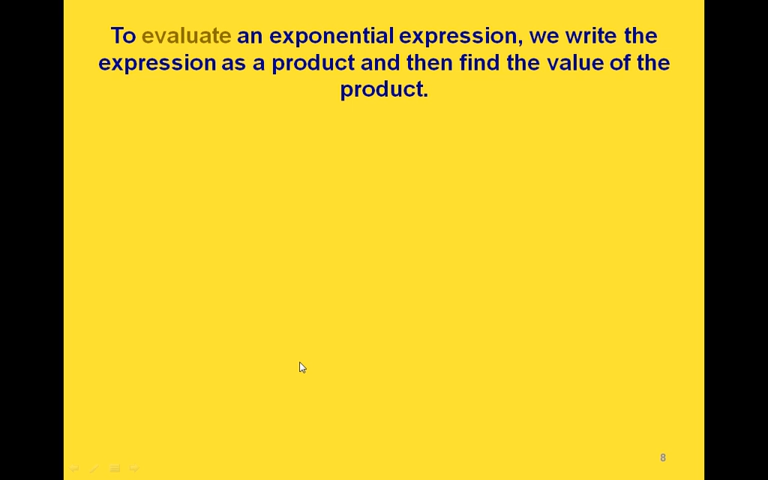 To evaluate an exponential expression, we write the
expression as a product and then find the value of the
product.
8